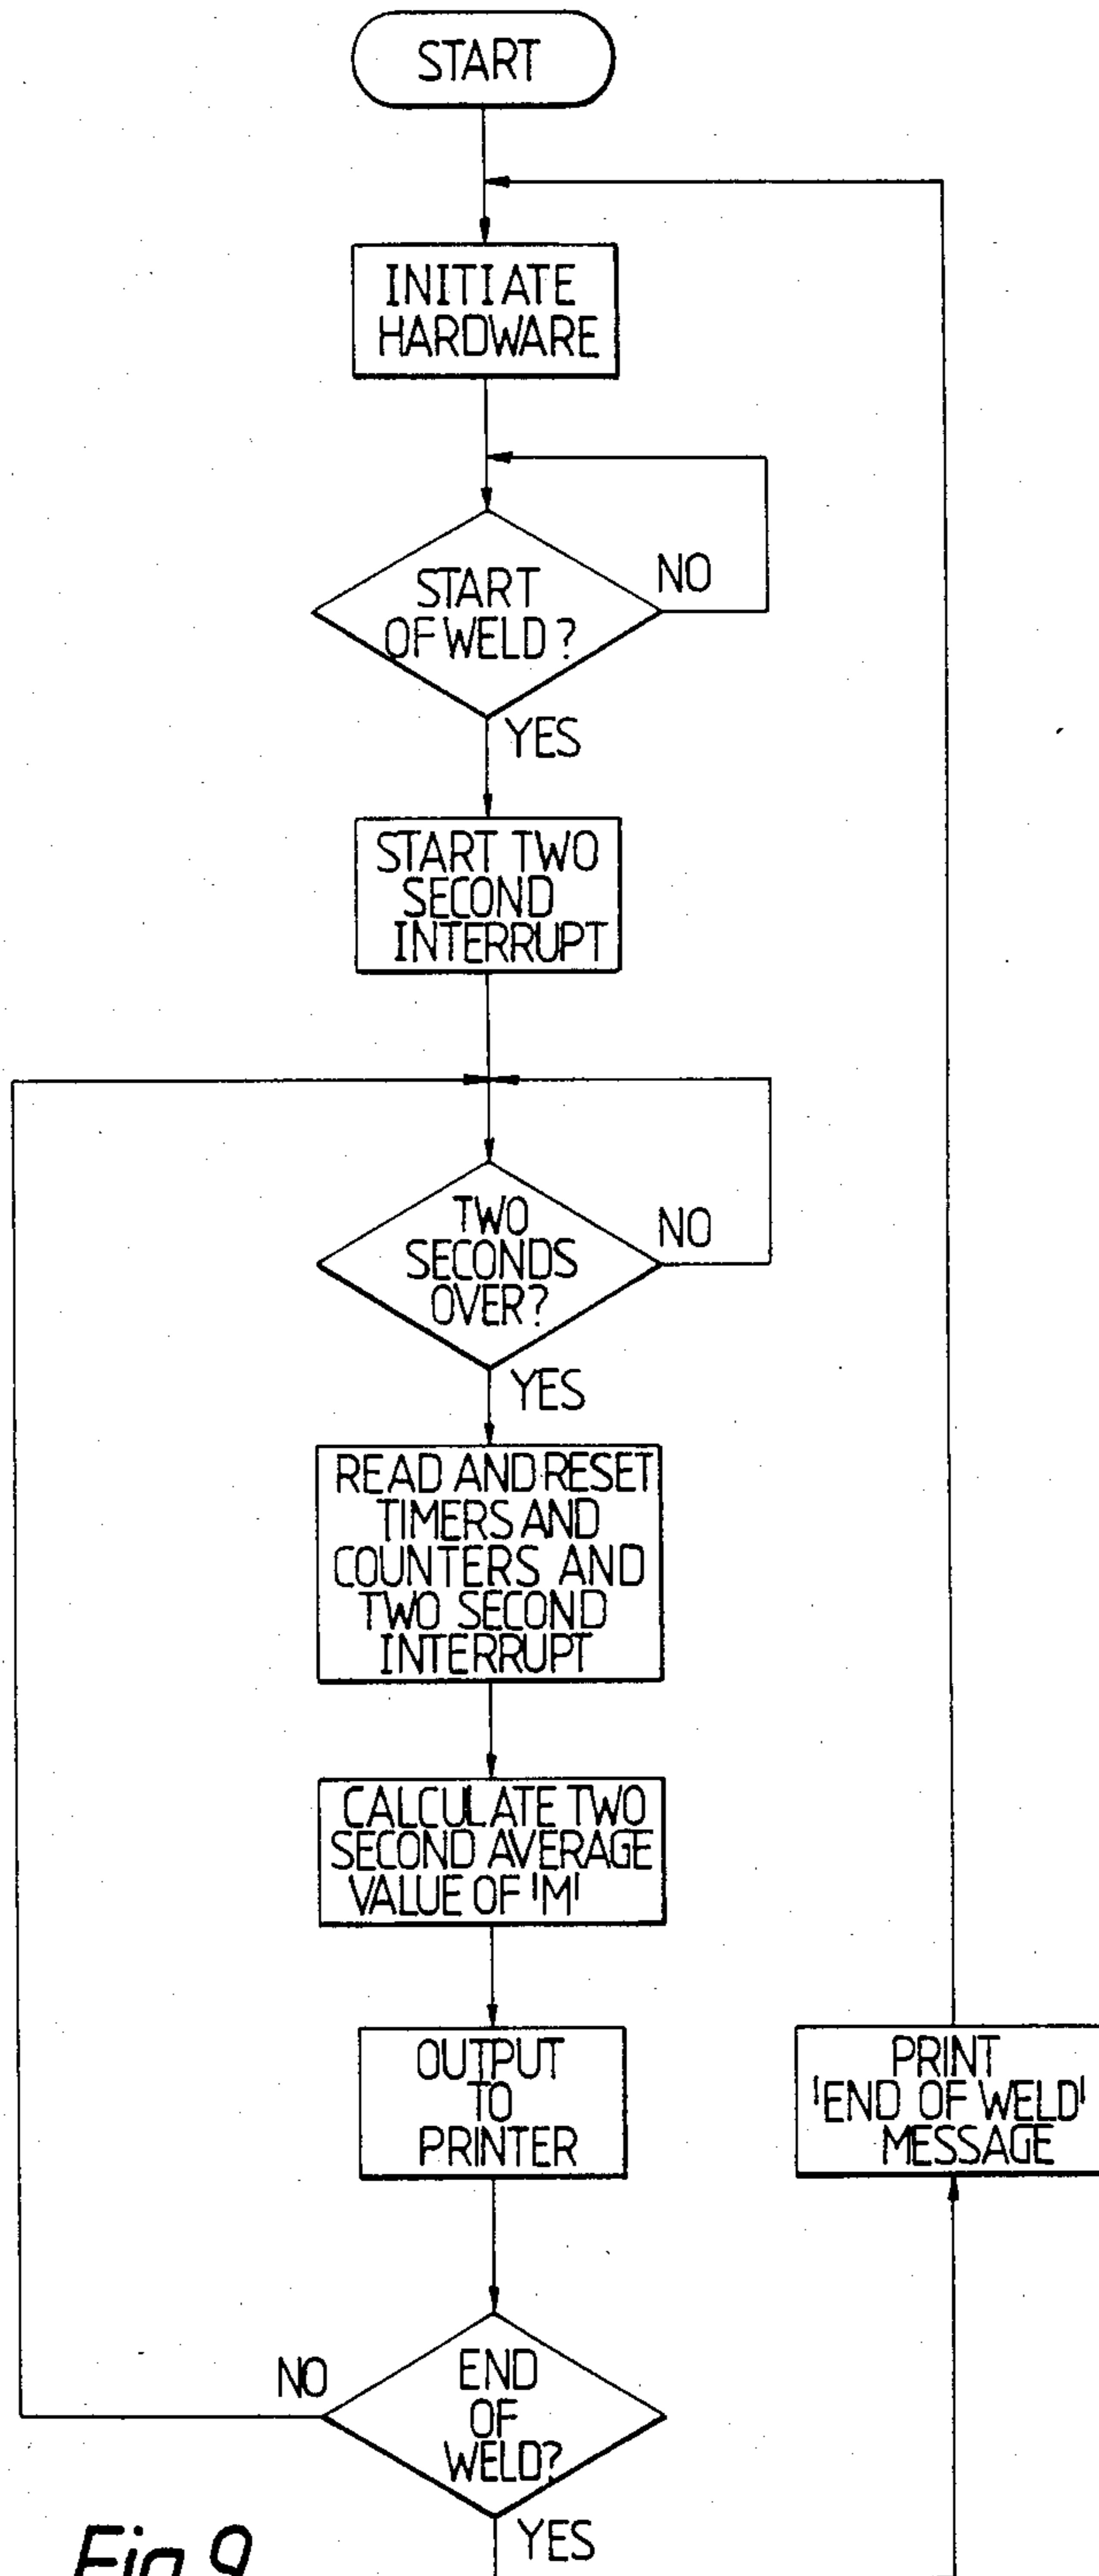 START
INITIATE
HARDWARE
START
OF WELD?
NO
YES
START TWO
SECOND
INTERRUPT
TWO
SECONDS
OVER?
NO
YES
READ AND RESET
TIMERS AND
COUNTERS AND
TWO SECOND
INTERRUPT
CALCULATE TWO
SECOND AVERAGE
VALUE OF 'M'
OUTPUT
TO
PRINTER
PRINT
'END OF WELD'
MESSAGE
NO
END
OF
WELD?
YES
Fig.9